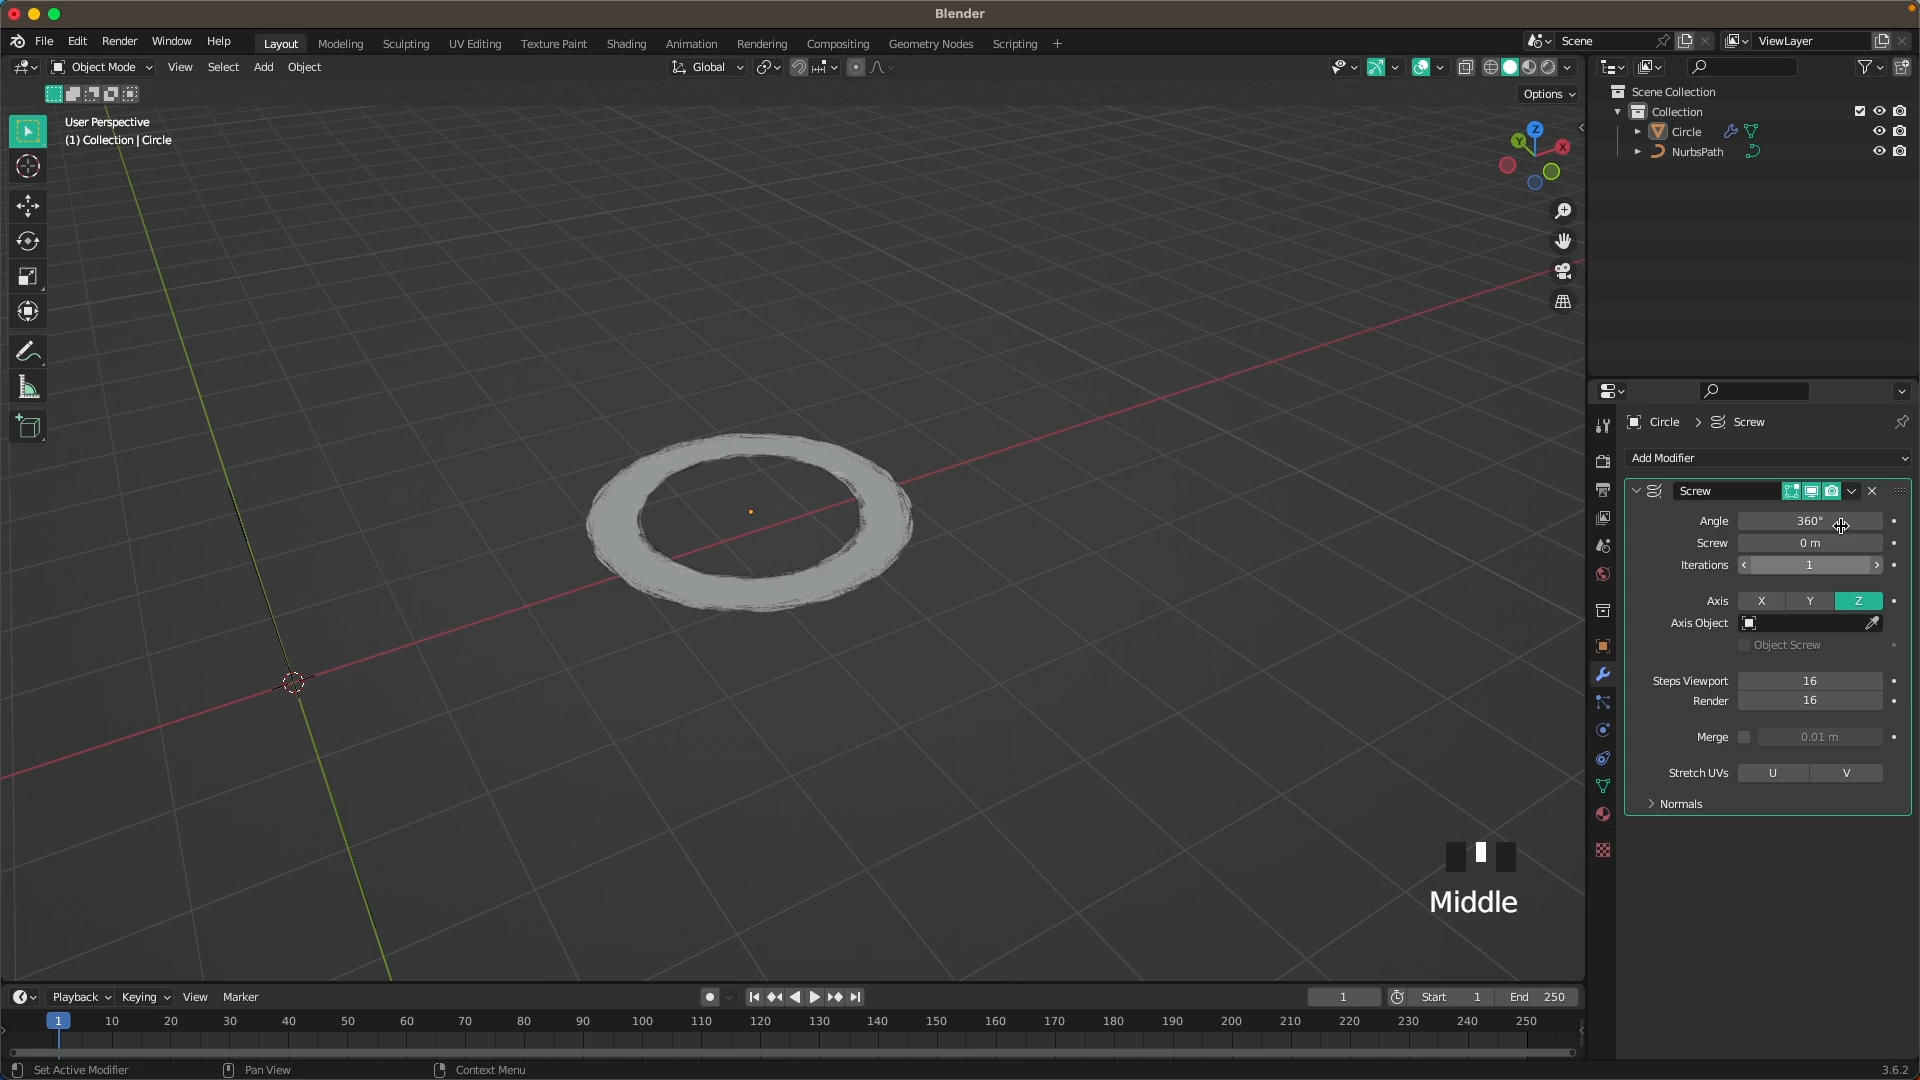 Blender
File Edit Render Window Help
Layout Modeling Sculpting UV Editing Texture Paint Shading Animation Rendering Compositing Geometry Nodes Scripting +
Scene
ViewLayer
Object Mode View Select Add Object
Global
Options
User Perspective
(1) Collection | Circle
Z
Y
X
Scene Collection
Collection
Circle
NurbsPath
Circle > Screw
Add Modifier
Screw
Angle 360°
Screw 0 m
Iterations 1
Axis X Y Z
Axis Object
Object Screw
Steps Viewport 16
Render 16
Merge 0.01 m
Stretch UVs U V
Normals
Middle
Playback Keying View Marker
1
Start 1
End 250
1 10 20 30 40 50 60 70 80 90 100 110 120 130 140 150 160 170 180 190 200 210 220 230 240 250
Set Active Modifier
Pan View
Context Menu
3.6.2